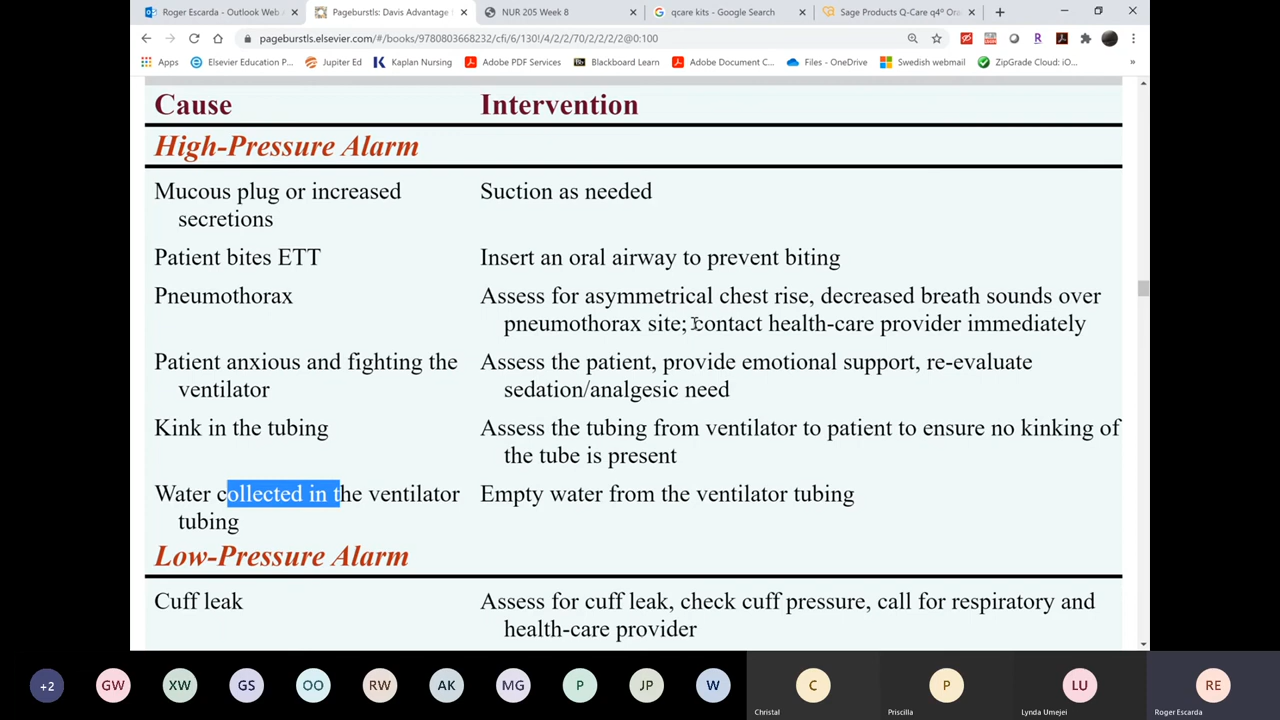 Roger Escarda - Outlook Web A
Pageburstls: Davis Advantage
NUR 205 Week 8
qcare kits - Google Search
Sage Products Q-Care q4º Ora
pageburstls.elsevier.com/#/books/9780803668232/cfi/6/130!/4/2/2/70/2/2/2/2@0:100
Apps
Elsevier Education P...
Jupiter Ed
Kaplan Nursing
Adobe PDF Services
Blackboard Learn
Adobe Document C...
Files - OneDrive
Swedish webmail
ZipGrade Cloud: iO...
»
Cause Intervention
High-Pressure Alarm
Mucous plug or increased
secretions
Suction as needed
Patient bites ETT
Insert an oral airway to prevent biting
Pneumothorax
Assess for asymmetrical chest rise, decreased breath sounds over
pneumothorax site; contact health-care provider immediately
Patient anxious and fighting the
ventilator
Assess the patient, provide emotional support, re-evaluate
sedation/analgesic need
Kink in the tubing
Assess the tubing from ventilator to patient to ensure no kinking of
the tube is present
Water collected in the ventilator
tubing
Empty water from the ventilator tubing
Low-Pressure Alarm
Cuff leak
Assess for cuff leak, check cuff pressure, call for respiratory and
health-care provider
+2
GW
XW
GS
OO
RW
AK
MG
P
JP
W
C
Christal
P
Priscilla
LU
Lynda Umejei
RE
Roger Escarda